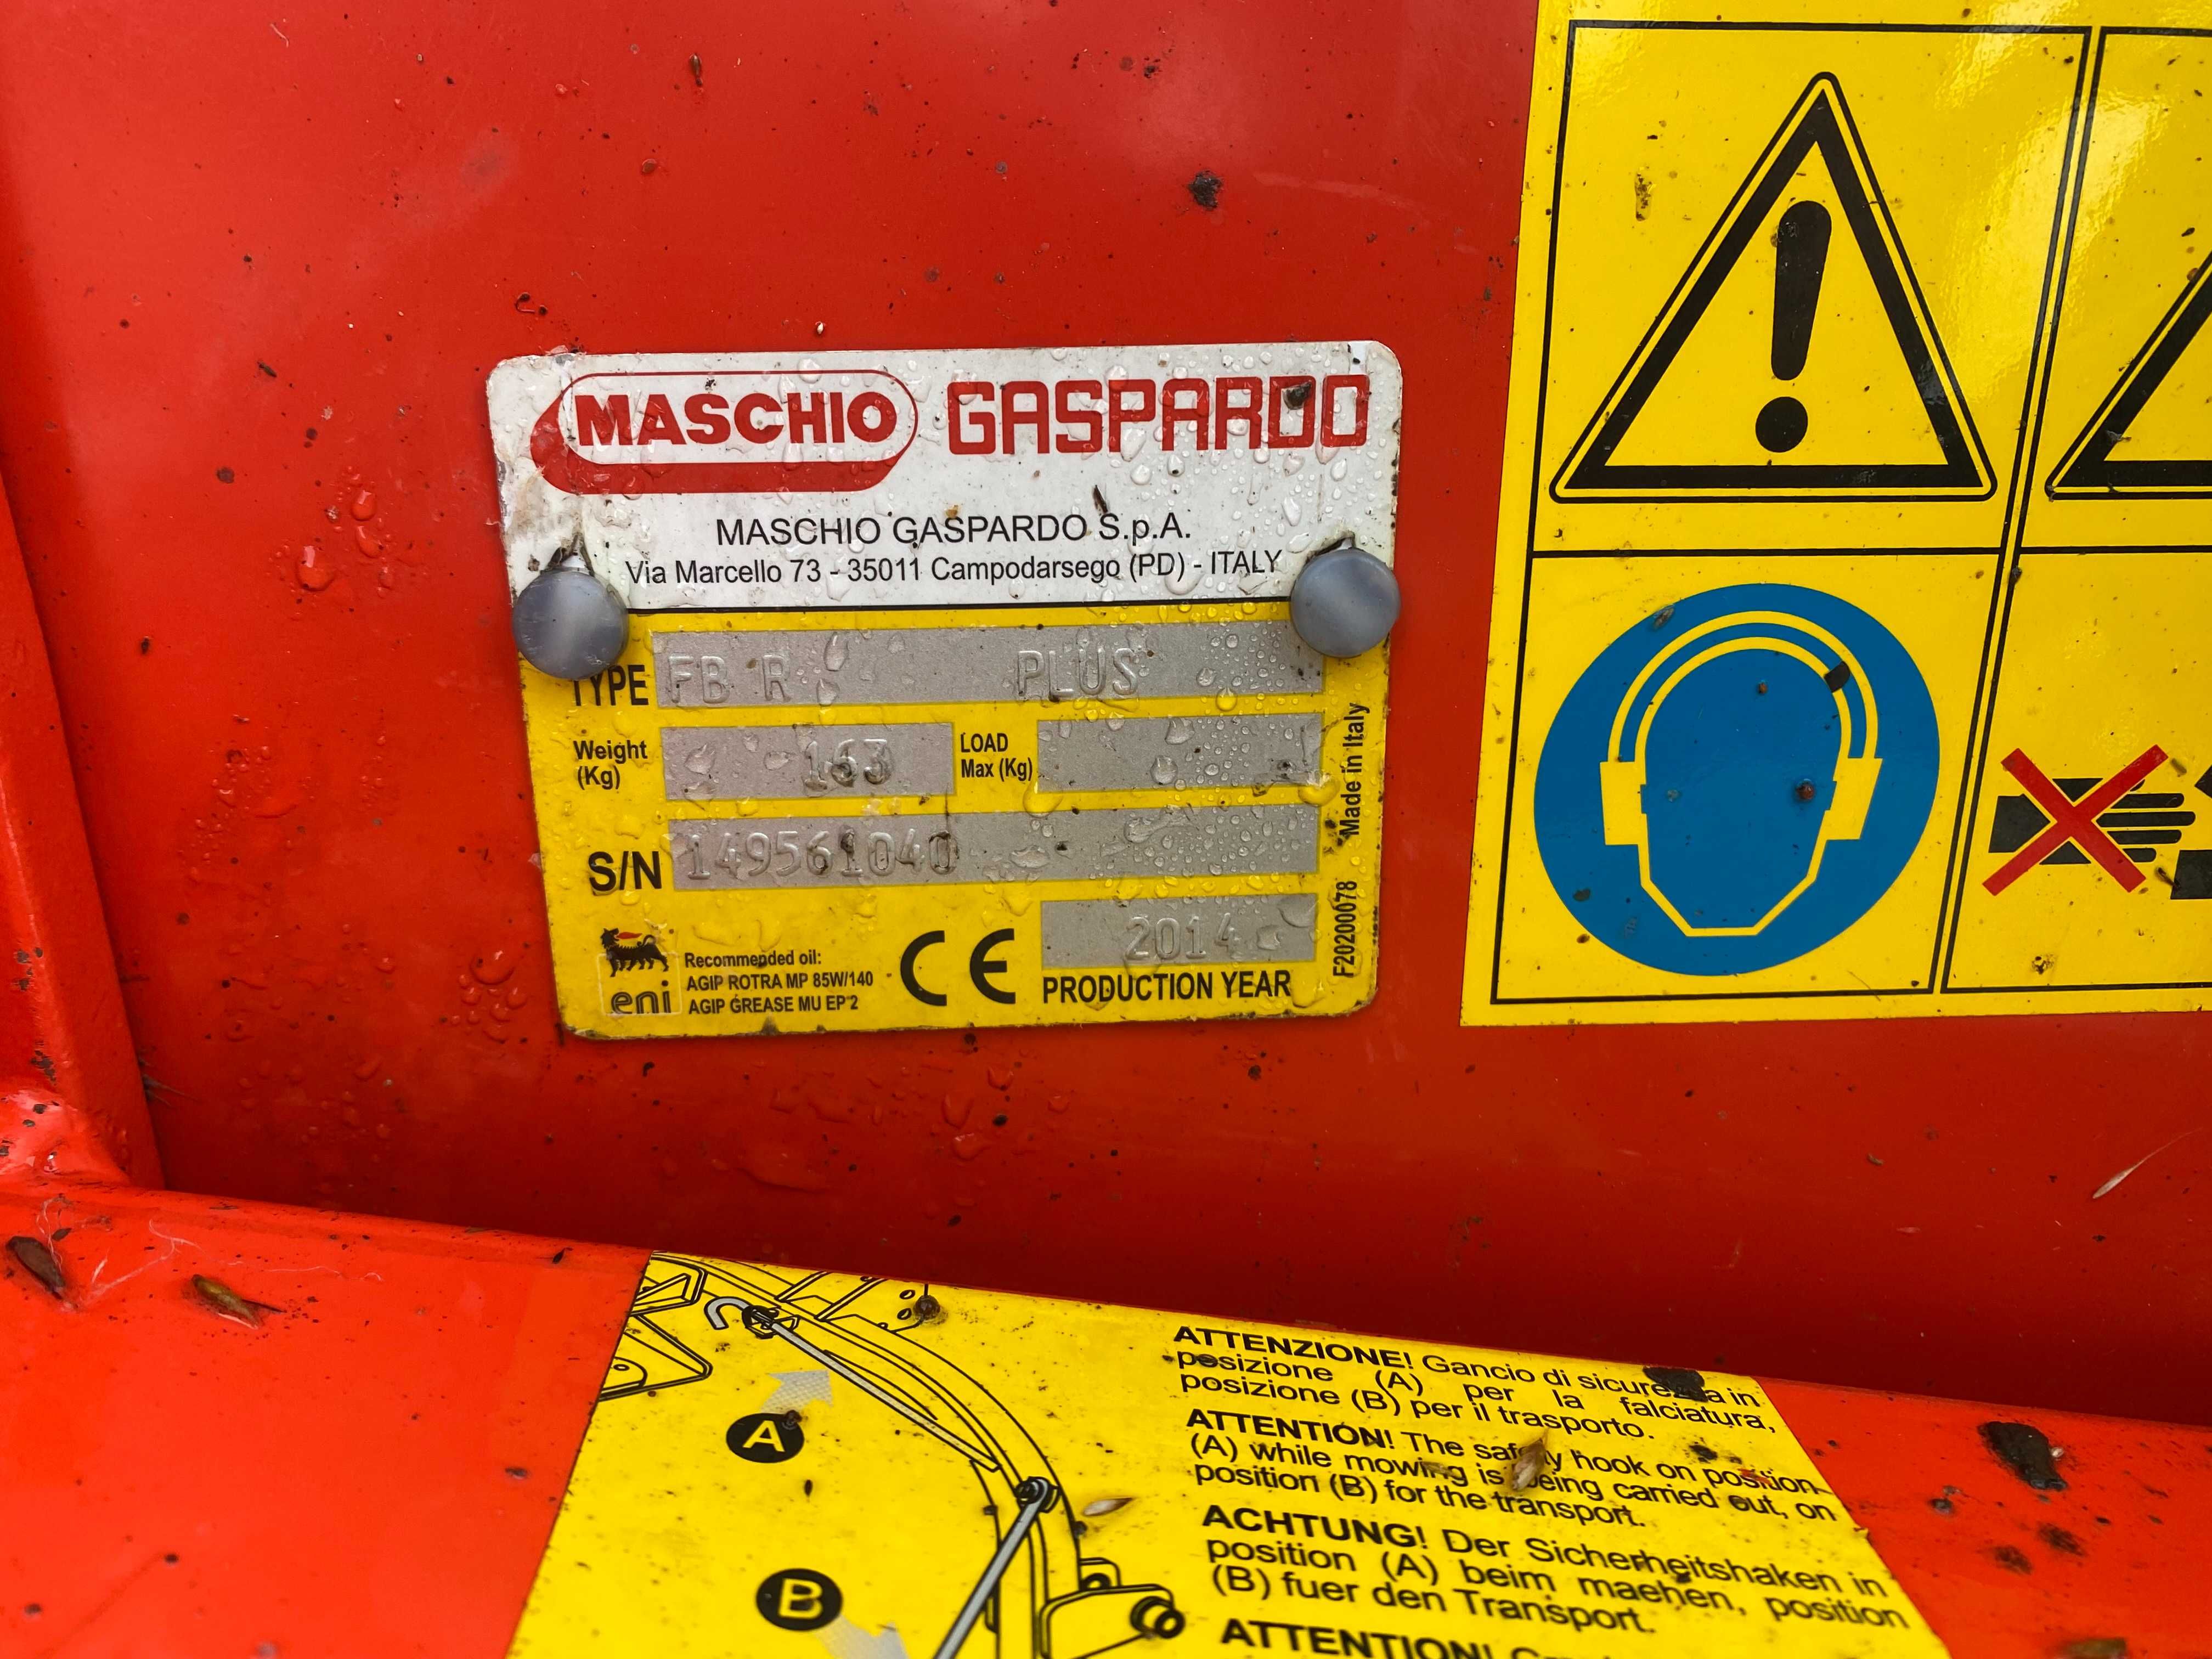 MASCHIO GASPARDO
MASCHIO GASPARDO S.p.A.
Via Marcello 73 - 35011 Campodarsego (PD) - ITALY
TYPE FB R PLUS
Weight (Kg) 163 LOAD Max (Kg)
S/N 149561040
Made in Italy
F20200078
eni
Recommended oil:
AGIP ROTRA MP 85W/140
AGIP GREASE MU EP 2
CE
2014
PRODUCTION YEAR
A
B
ATTENZIONE! Gancio di sicurezza in
posizione (A) per la falciatura,
posizione (B) per il trasporto.
ATTENTION! The safety hook on position
(A) while mowing is being carried out, on
position (B) for the transport.
ACHTUNG! Der Sicherheitshaken in
position (A) beim maehen, position
(B) fuer den Transport.
ATTENTION!